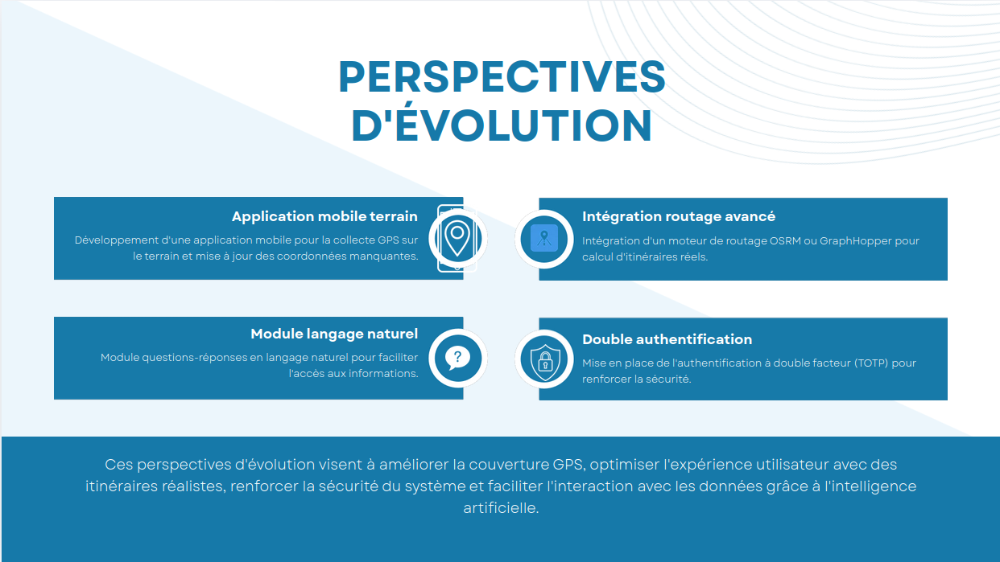 PERSPECTIVES
D'ÉVOLUTION
Application mobile terrain
Développement d'une application mobile pour la collecte GPS sur
le terrain et mise à jour des coordonnées manquantes.
Intégration routage avancé
Intégration d'un moteur de routage OSRM ou GraphHopper pour
calcul d'itinéraires réels.
Module langage naturel
Module questions-réponses en langage naturel pour faciliter
l'accès aux informations.
?
Double authentification
Mise en place de l'authentification à double facteur (TOTP) pour
renforcer la sécurité.
Ces perspectives d'évolution visent à améliorer la couverture GPS, optimiser l'expérience utilisateur avec des
itinéraires réalistes, renforcer la sécurité du système et faciliter l'interaction avec les données grâce à l'intelligence
artificielle.